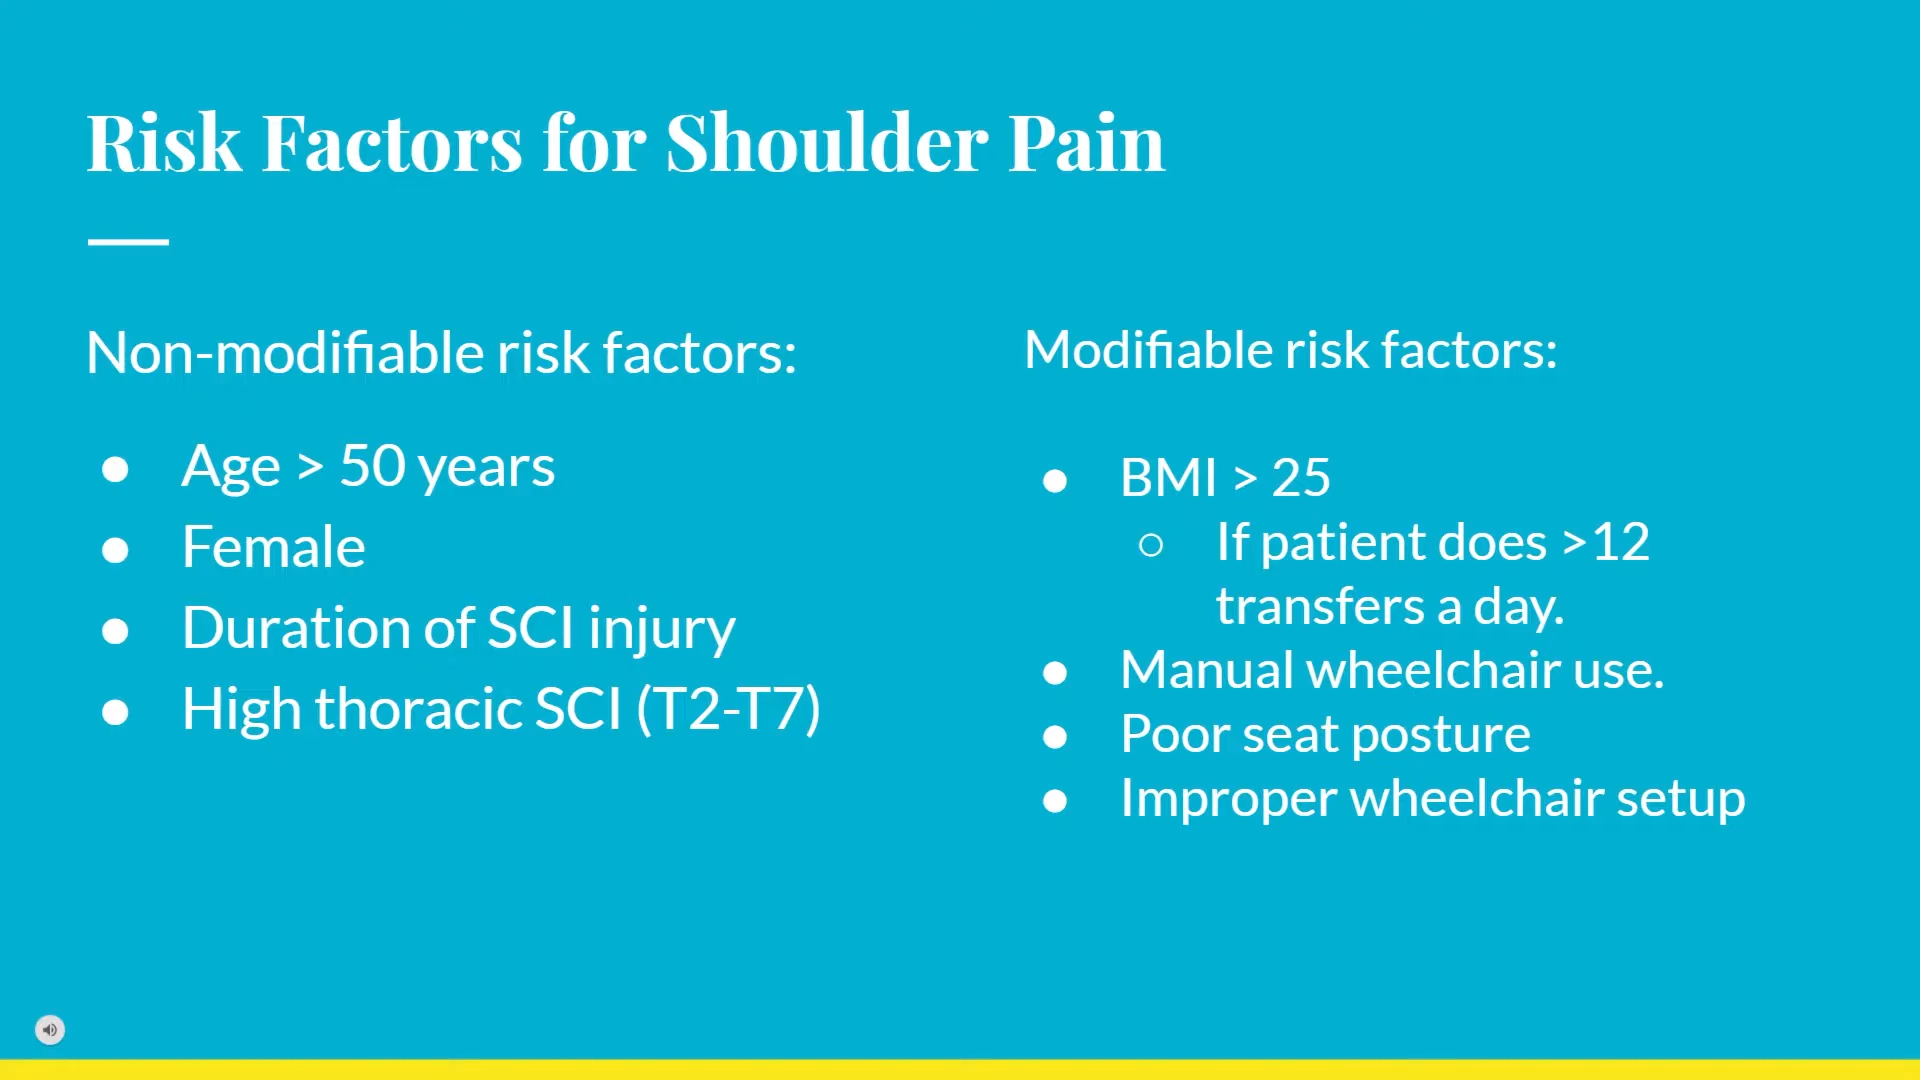 Risk Factors for Shoulder Pain
Non-modifiable risk factors:
● Age > 50 years
● Female
● Duration of SCI injury
● High thoracic SCI (T2-T7)
Modifiable risk factors:
● BMI > 25
○ If patient does >12
transfers a day.
● Manual wheelchair use.
● Poor seat posture
● Improper wheelchair setup